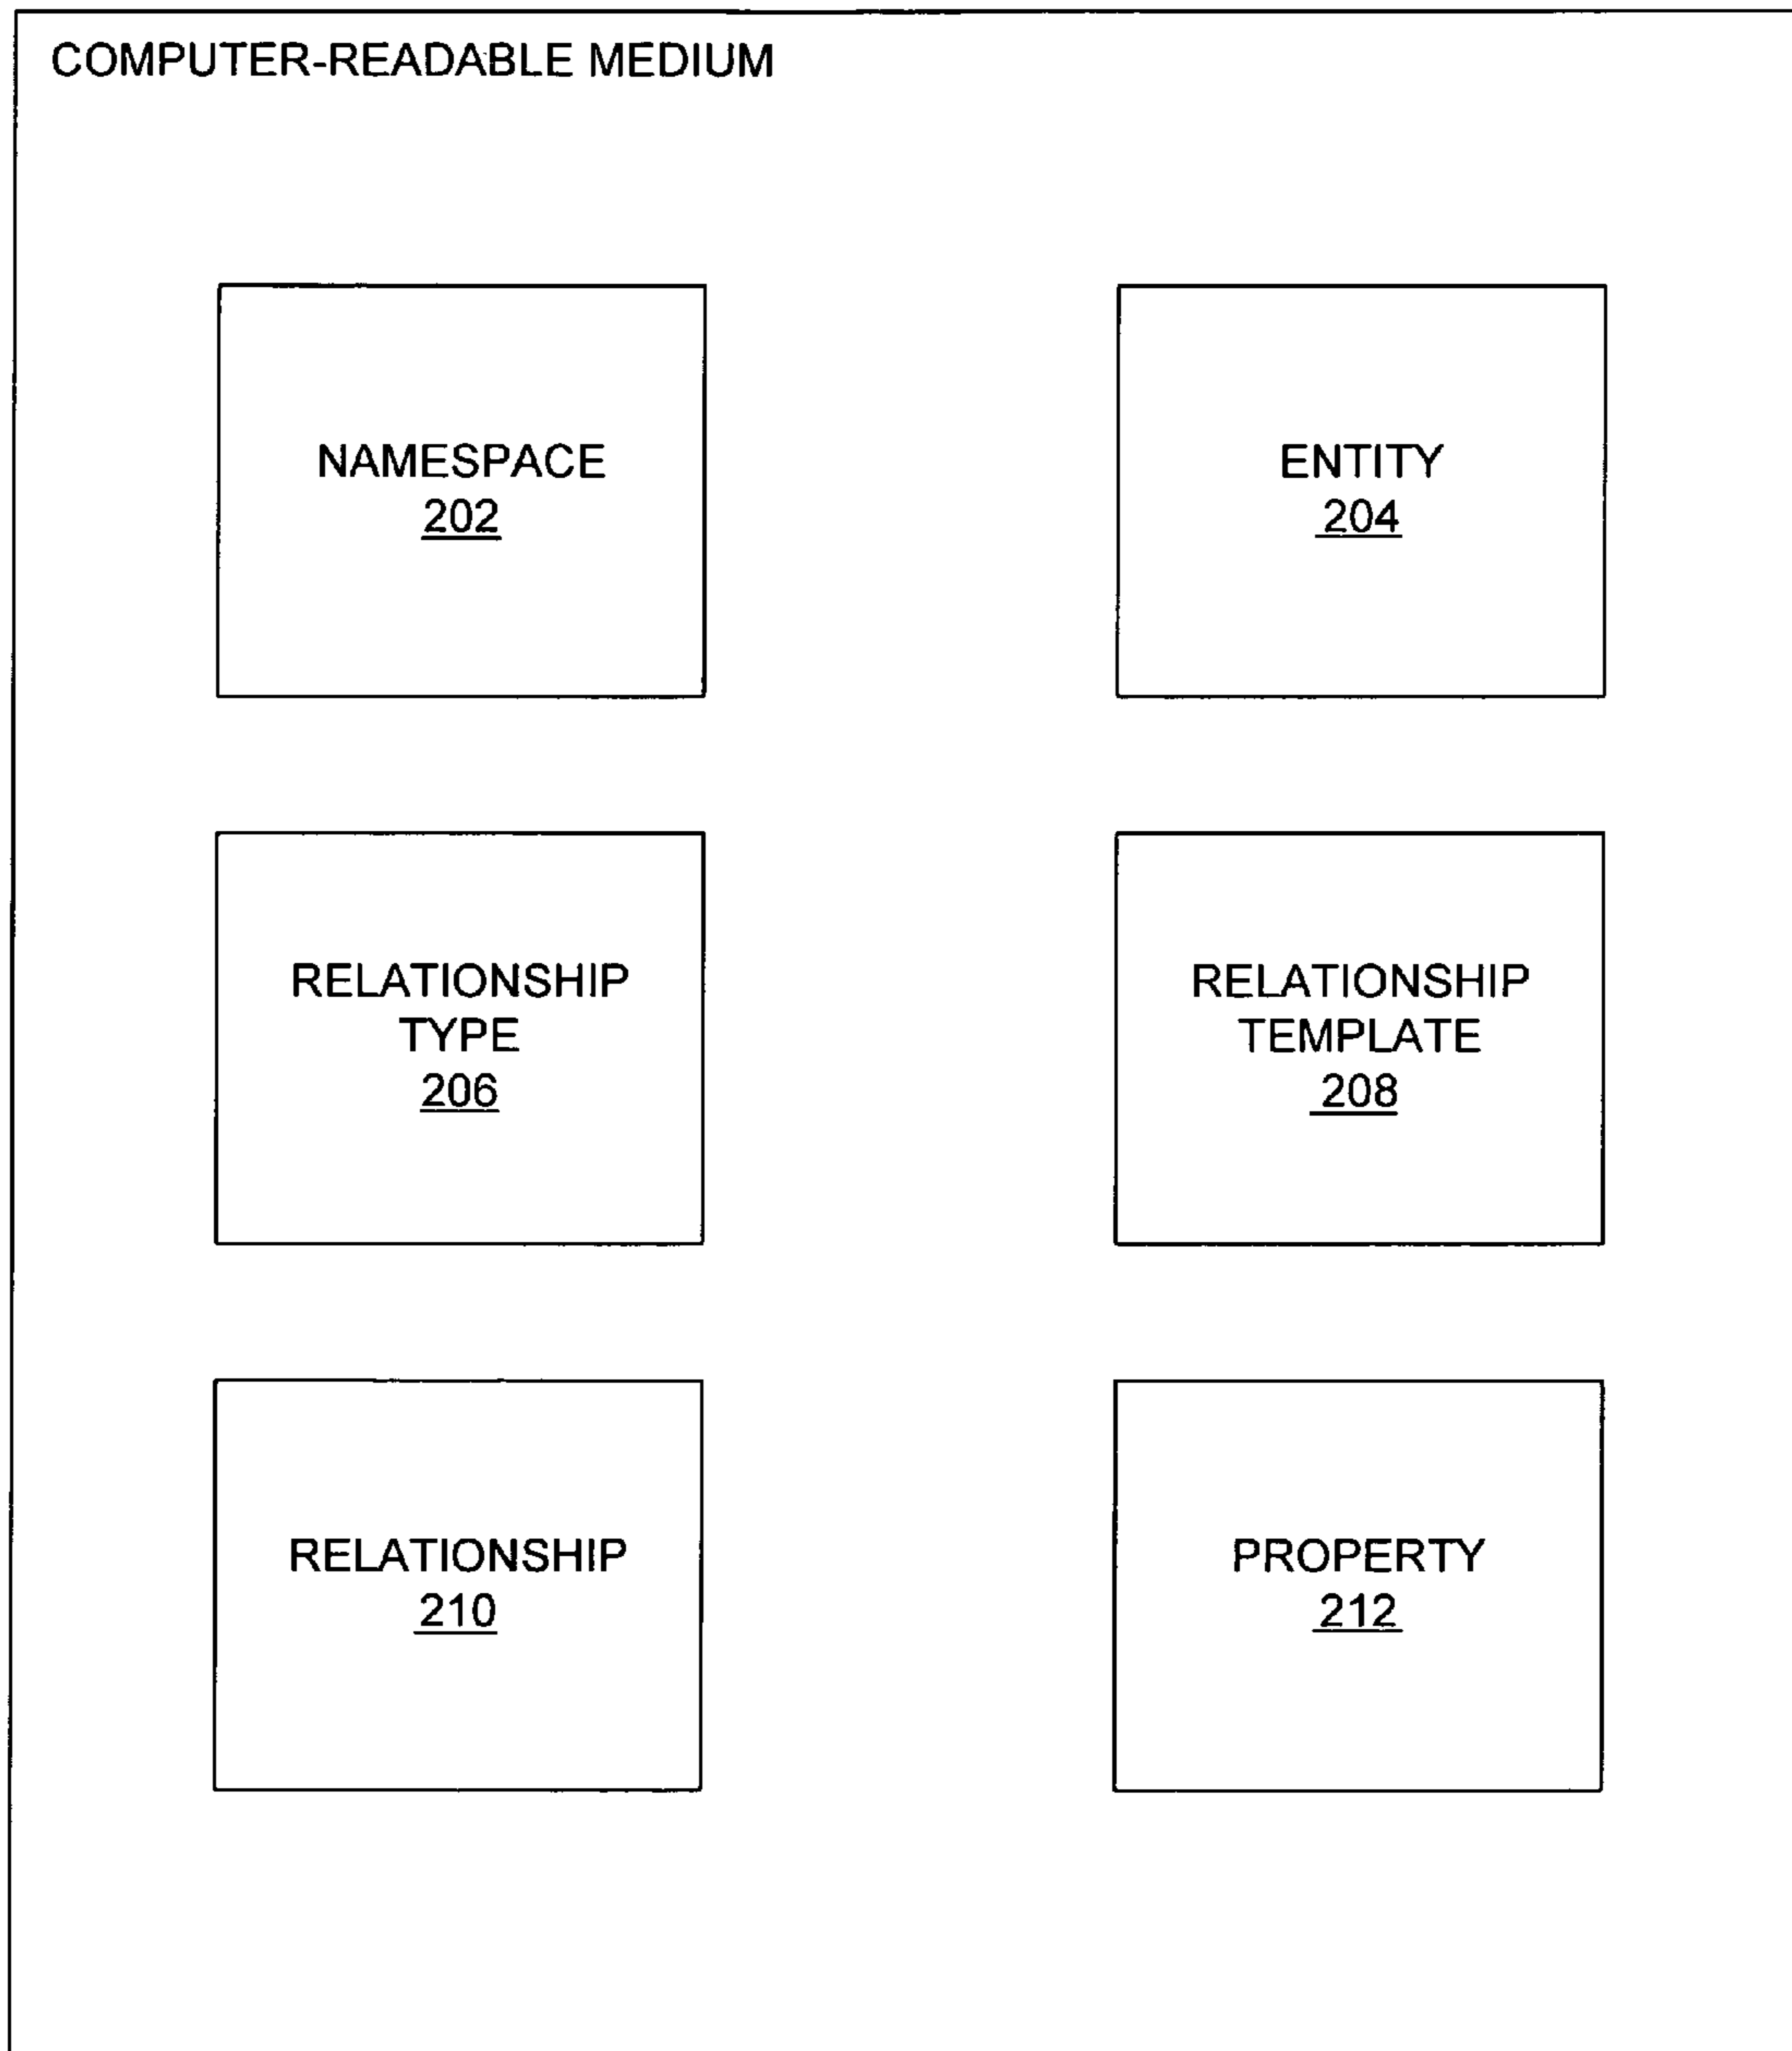 COMPUTER-READABLE MEDIUM
NAMESPACE
202
ENTITY
204
RELATIONSHIP
TYPE
206
RELATIONSHIP
TEMPLATE
208
RELATIONSHIP
210
PROPERTY
212